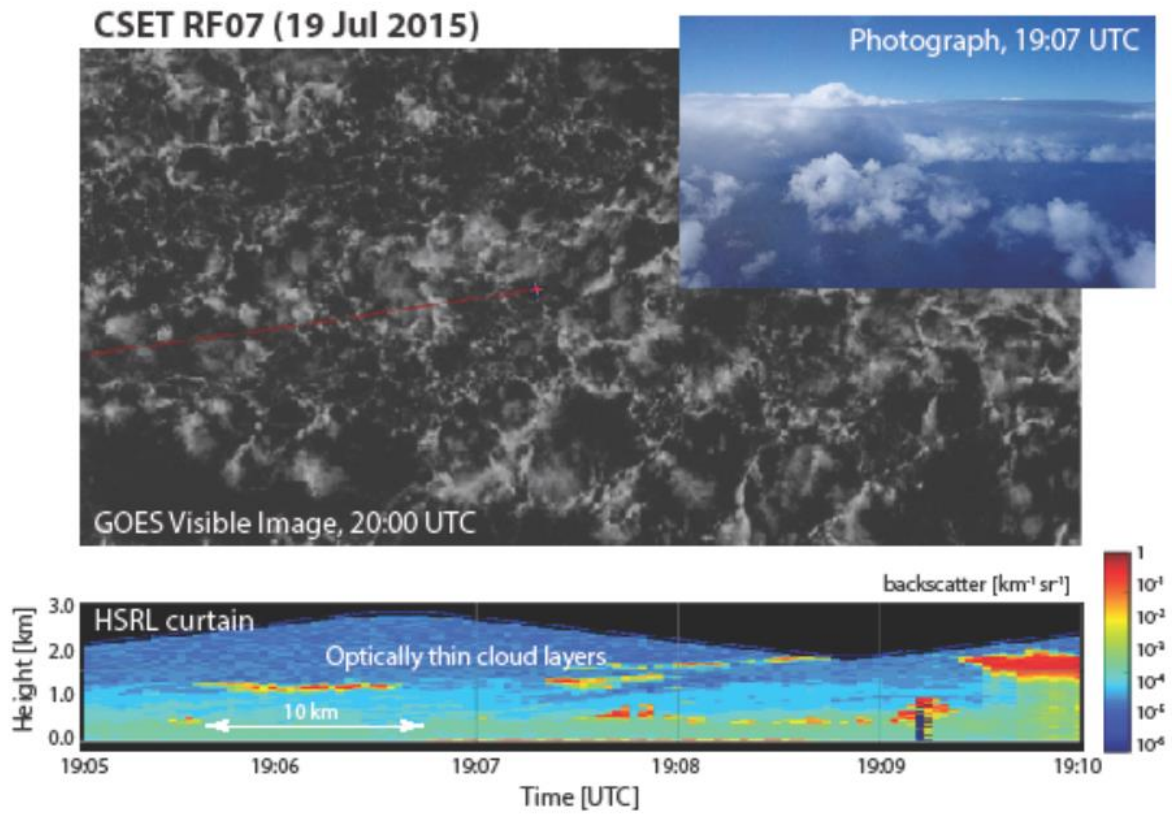 CSET RF07 (19 Jul 2015)
Photograph, 19:07 UTC
GOES Visible Image, 20:00 UTC
backscatter [km⁻¹ sr⁻¹]
HSRL curtain
Optically thin cloud layers
10 km
Height [km]
3.0
2.0
1.0
0.0
19:05 19:06 19:07 19:08 19:09 19:10
Time [UTC]
1
10⁻¹
10⁻²
10⁻³
10⁻⁴
10⁻⁵
10⁻⁶